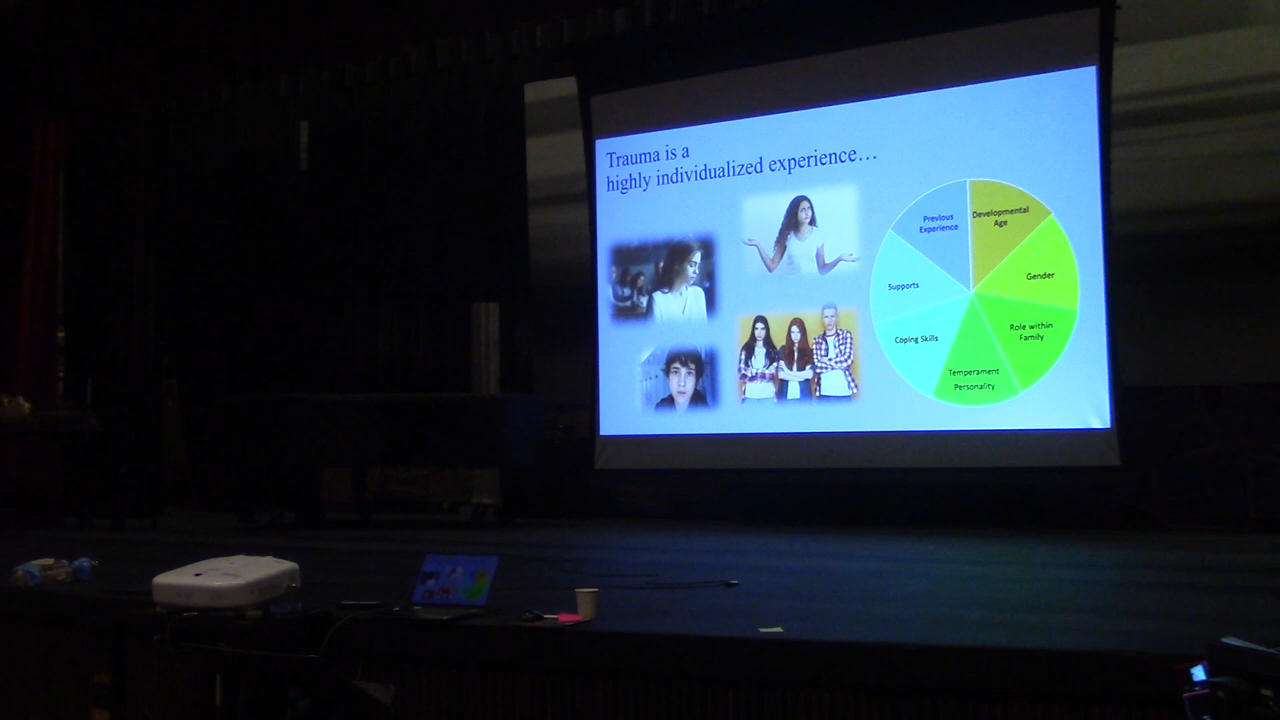 Trauma is a
highly individualized experience…
Previous
Experience
Developmental
Age
Supports
Gender
Coping Skills
Role within
Family
Temperament
Personality